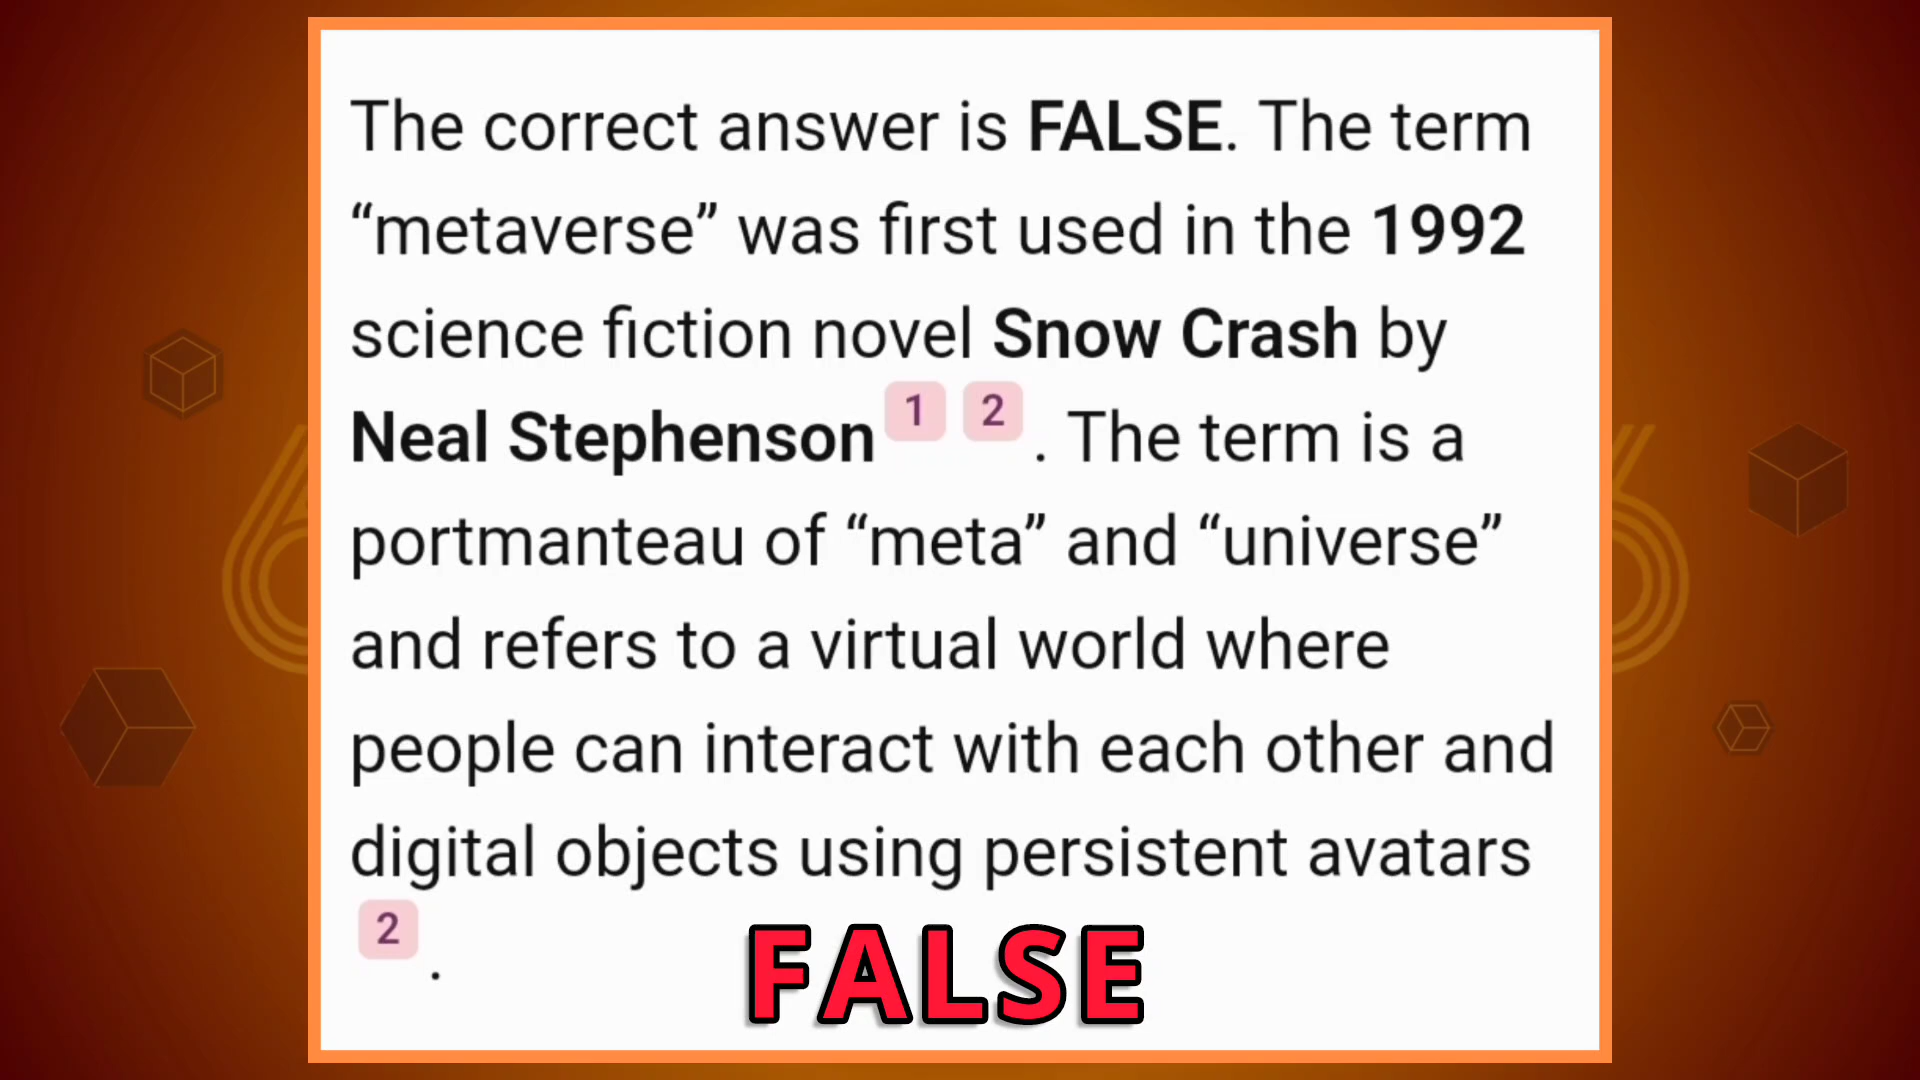 The correct answer is FALSE. The term
“metaverse” was first used in the 1992
science fiction novel Snow Crash by
Neal Stephenson 1 2 . The term is a
portmanteau of “meta” and “universe”
and refers to a virtual world where
people can interact with each other and
digital objects using persistent avatars
2 .
FALSE